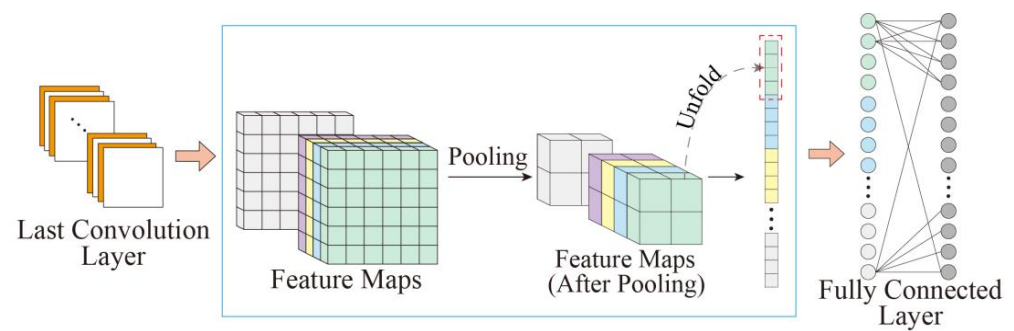 Last Convolution
Layer
Feature Maps
Pooling
Feature Maps
(After Pooling)
Unfold
Fully Connected
Layer